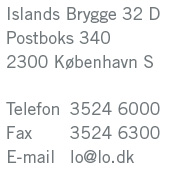 Islands Brygge 32 D
Postboks 340
2300 København S
Telefon 3524 6000
Fax 3524 6300
E-mail lo@lo.dk